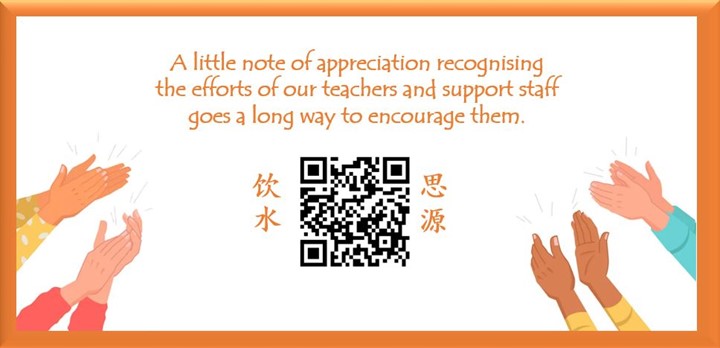 A little note of appreciation recognising
the efforts of our teachers and support staff
goes a long way to encourage them.
饮水
思源